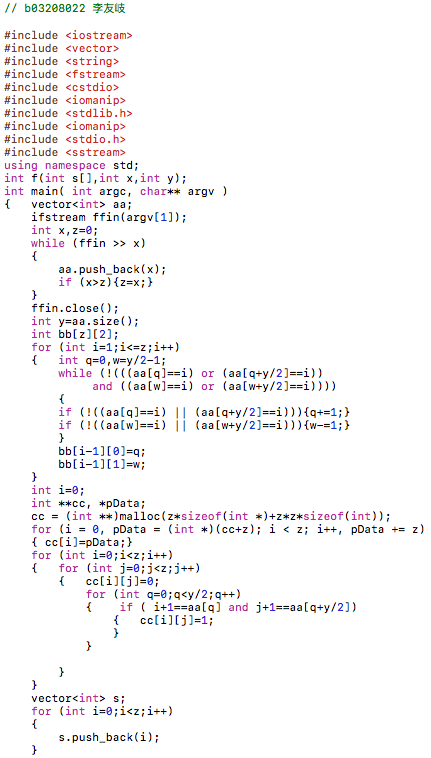 // b03208022 李友岐
#include <iostream>
#include <vector>
#include <string>
#include <fstream>
#include <cstdio>
#include <iomanip>
#include <stdlib.h>
#include <iomanip>
#include <stdio.h>
#include <sstream>
using namespace std;
int f(int s[],int x,int y);
int main( int argc, char** argv )
{   vector<int> aa;
    ifstream ffin(argv[1]);
    int x,z=0;
    while (ffin >> x)
    {
        aa.push_back(x);
        if (x>z){z=x;}
    }
    ffin.close();
    int y=aa.size();
    int bb[z][2];
    for (int i=1;i<=z;i++)
    {   int q=0,w=y/2-1;
        while (!(((aa[q]==i) or (aa[q+y/2]==i))
             and ((aa[w]==i) or (aa[w+y/2]==i))))
        {
        if (!((aa[q]==i) || (aa[q+y/2]==i))){q+=1;}
        if (!((aa[w]==i) || (aa[w+y/2]==i))){w-=1;}
        }
        bb[i-1][0]=q;
        bb[i-1][1]=w;
    }
    int i=0;
    int **cc, *pData;
    cc = (int **)malloc(z*sizeof(int *)+z*z*sizeof(int));
    for (i = 0, pData = (int *)(cc+z); i < z; i++, pData += z)
    { cc[i]=pData;}
    for (int i=0;i<z;i++)
    {   for (int j=0;j<z;j++)
        {   cc[i][j]=0;
            for (int q=0;q<y/2;q++)
            {    if ( i+1==aa[q] and j+1==aa[q+y/2])
                {   cc[i][j]=1;
                }
            }
        }
    }
    vector<int> s;
    for (int i=0;i<z;i++)
    {
        s.push_back(i);
    }